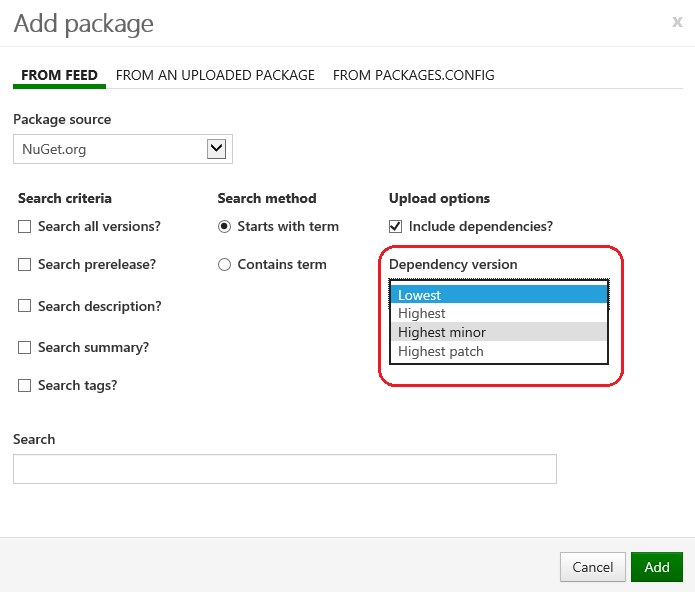 Add package
x
FROM FEED FROM AN UPLOADED PACKAGE FROM PACKAGES.CONFIG
Package source
NuGet.org
Search criteria
Search all versions?
Search prerelease?
Search description?
Search summary?
Search tags?
Search method
Starts with term
Contains term
Upload options
Include dependencies?
Dependency version
Lowest
Highest
Highest minor
Highest patch
Search
Cancel
Add